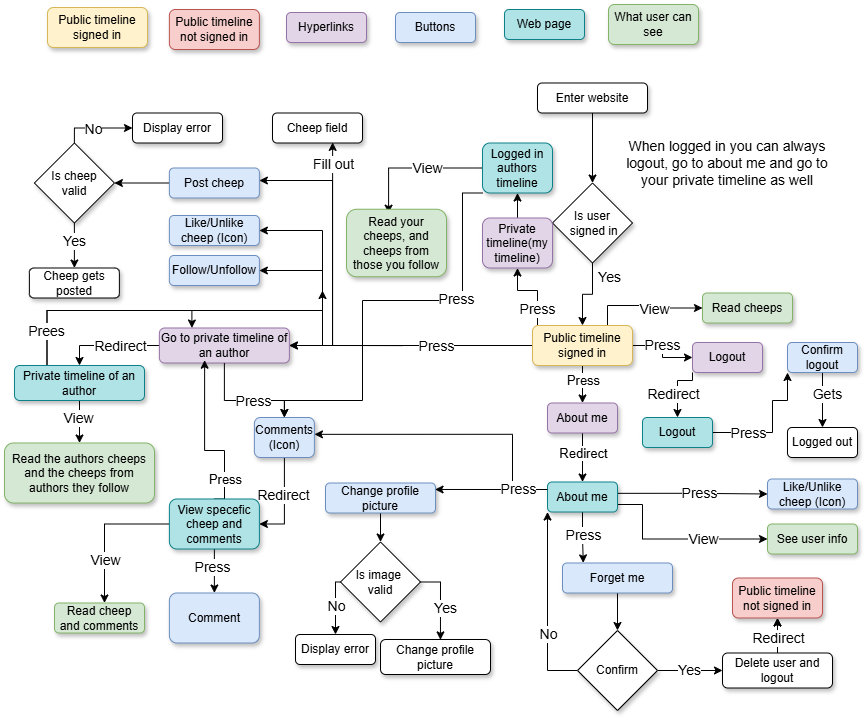 Public timeline
signed in
Public timeline
not signed in
Hyperlinks
Buttons
Web page
What user can
see
Enter website
When logged in you can always
logout, go to about me and go to
your private timeline as well
No
Display error
Cheep field
Fill out
Is cheep
valid
Post cheep
View
Logged in
authors
timeline
Yes
Like/Unlike
cheep (Icon)
Read your
cheeps, and
cheeps from
those you follow
Private
timeline(my
timeline)
Is user
signed in
Cheep gets
posted
Follow/Unfollow
Yes
Press
Press
View
Read cheeps
Prees
Redirect
Go to private timeline of
an author
Press
Public timeline
signed in
Press
Logout
Confirm
logout
Private timeline of an
author
Press
Press
Redirect
Gets
View
About me
Comments
(Icon)
Logout
Press
Logged out
Read the authors cheeps
and the cheeps from
authors they follow
Redirect
Press
Redirect
Change profile
picture
Press
About me
Press
Like/Unlike
cheep (Icon)
View specefic
cheep and
comments
View
Press
Press
View
See user info
Is image
valid
Forget me
Read cheep
and comments
Comment
No
Yes
Public timeline
not signed in
Display error
Change profile
picture
No
Confirm
Yes
Redirect
Delete user and
logout